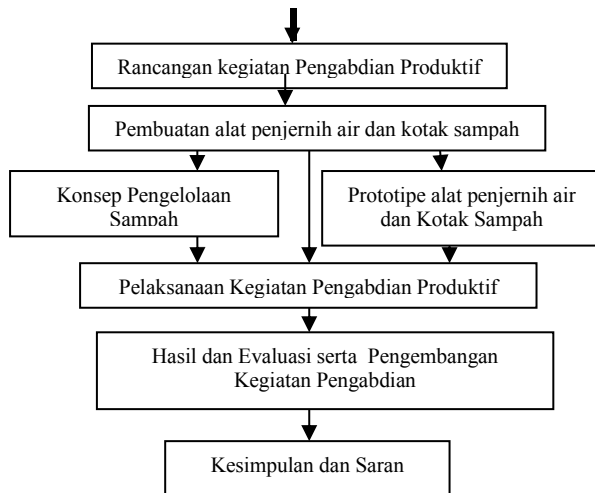 Rancangan kegiatan Pengabdian Produktif
Pembuatan alat penjernih air dan kotak sampah
Konsep Pengelolaan
Sampah
Prototipe alat penjernih air
dan Kotak Sampah
Pelaksanaan Kegiatan Pengabdian Produktif
Hasil dan Evaluasi serta Pengembangan
Kegiatan Pengabdian
Kesimpulan dan Saran